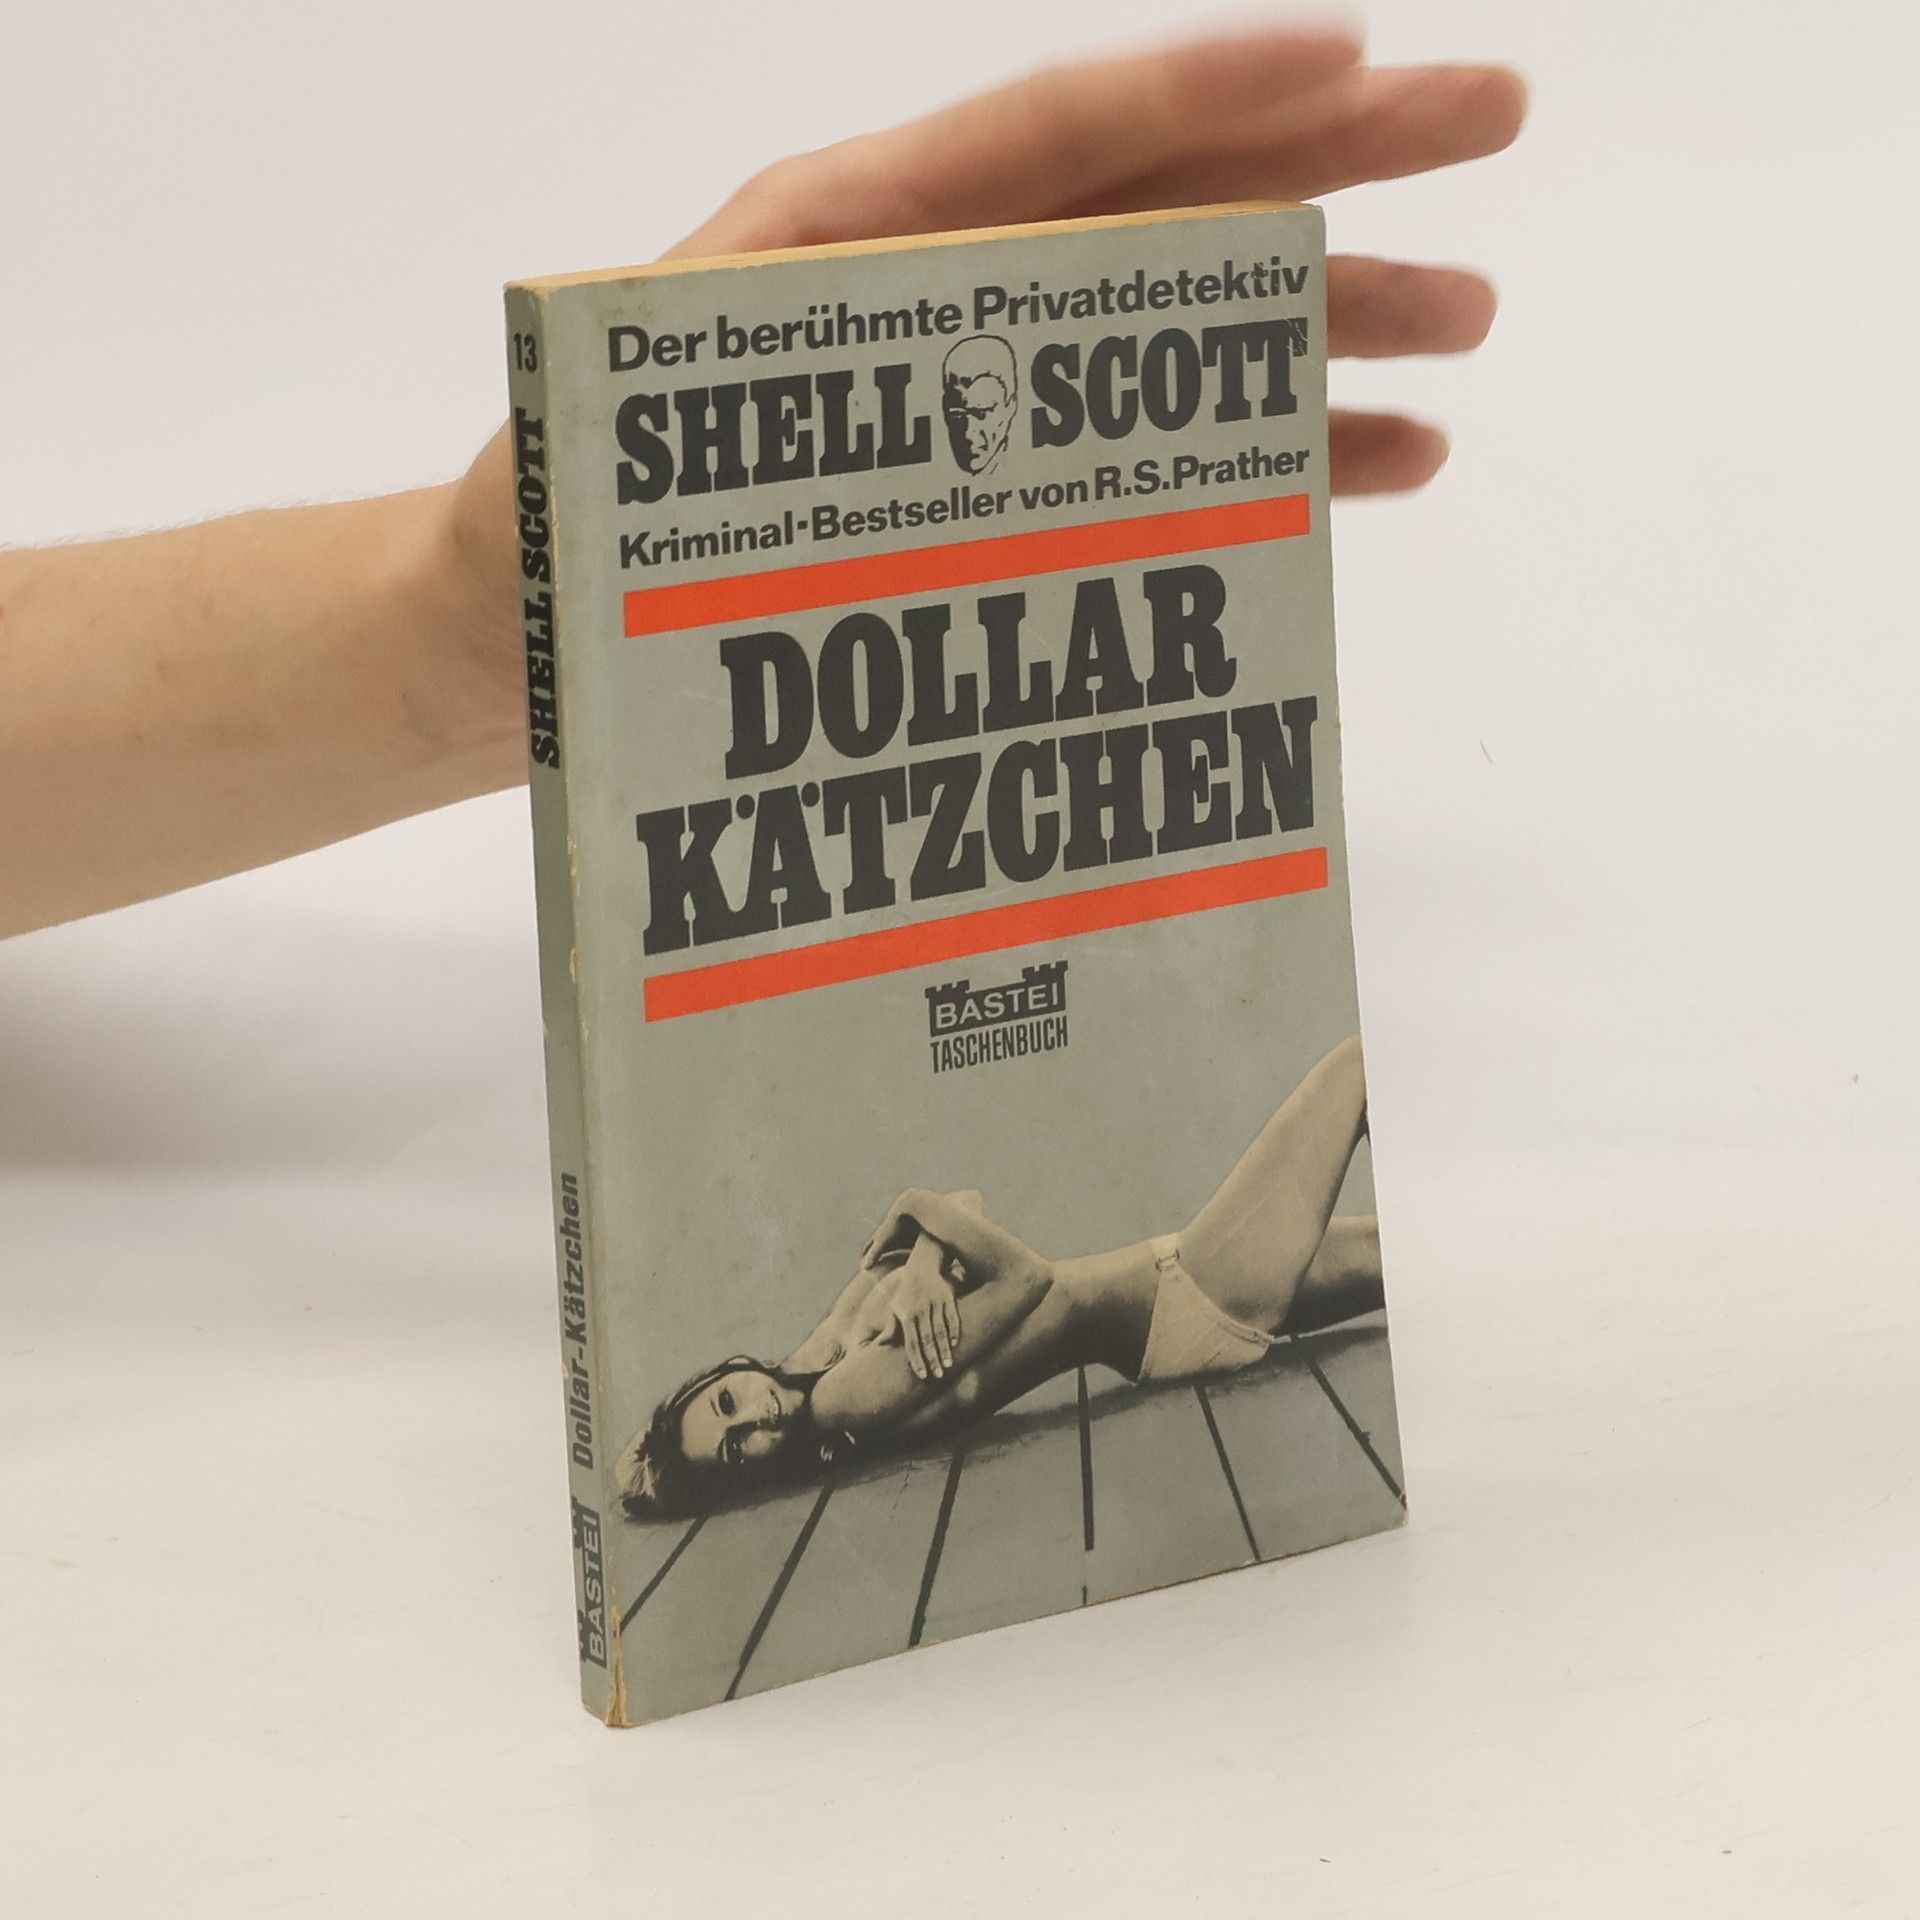 Der berühmte Privatdetektiv
SHELL SCOTT
Kriminal-Bestseller von R.S.Prather
DOLLAR
KÄTZCHEN
BASTEI
TASCHENBUCH
13
SHELL SCOTT
Dollar-Kätzchen
BASTEI